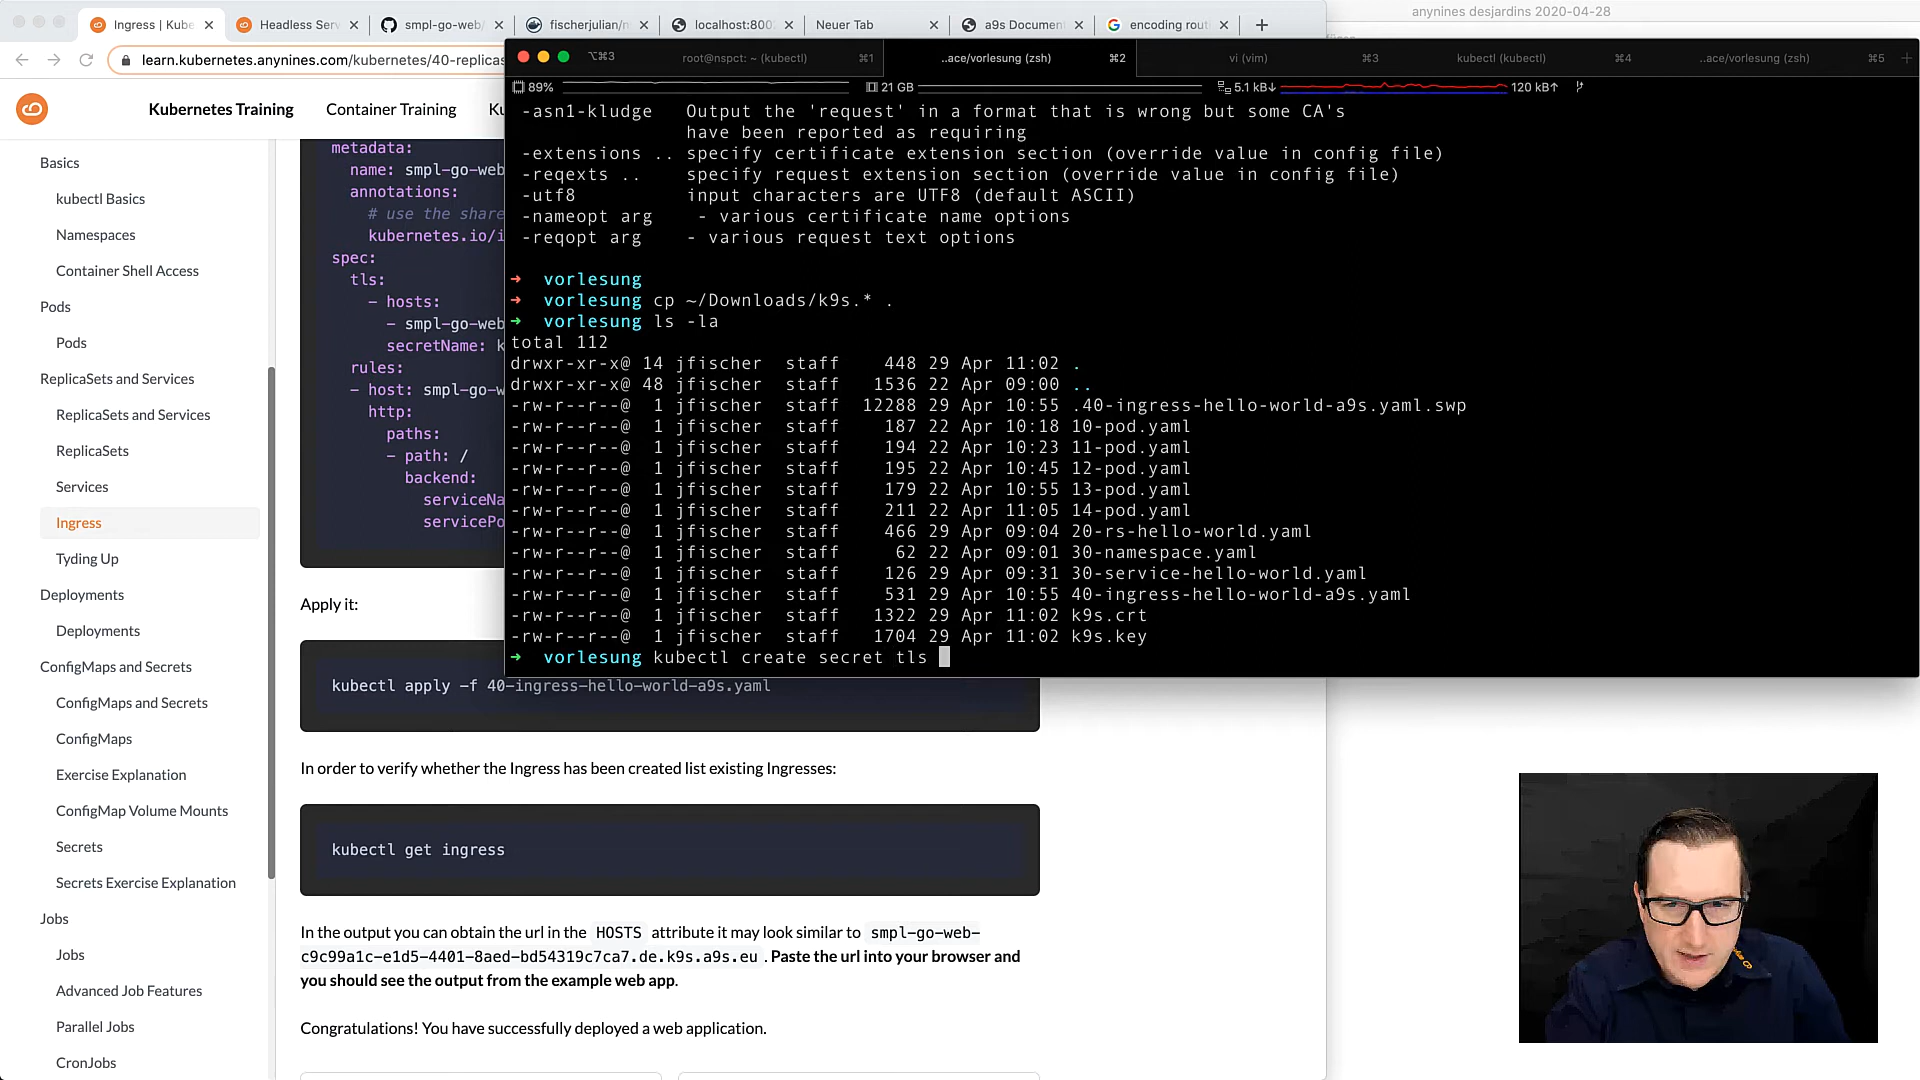 anynines desjardins 2020-04-28
Ingress | Kube
Headless Serv
smpl-go-web/
fischerjulian/n
localhost:800
Neuer Tab
a9s Documen
encoding rout
learn.kubernetes.anynines.com/kubernetes/40-replicas
⌥⌘3
root@nspct: ~ (kubectl) ⌘1
..ace/vorlesung (zsh) ⌘2
vi (vim) ⌘3
kubectl (kubectl) ⌘4
..ace/vorlesung (zsh) ⌘5
89%
21 GB
5.1 kB↓
120 kB↑
Kubernetes Training
Container Training
Ku
Basics
kubectl Basics
Namespaces
Container Shell Access
Pods
Pods
ReplicaSets and Services
ReplicaSets and Services
ReplicaSets
Services
Ingress
Tyding Up
Deployments
Deployments
ConfigMaps and Secrets
ConfigMaps and Secrets
ConfigMaps
Exercise Explanation
ConfigMap Volume Mounts
Secrets
Secrets Exercise Explanation
Jobs
Jobs
Advanced Job Features
Parallel Jobs
CronJobs
metadata:
name: smpl-go-web
annotations:
# use the share
kubernetes.io/i
spec:
tls:
- hosts:
- smpl-go-web
secretName: k
rules:
- host: smpl-go-w
http:
paths:
- path: /
backend:
serviceNa
servicePo
-asn1-kludge Output the 'request' in a format that is wrong but some CA's
have been reported as requiring
-extensions .. specify certificate extension section (override value in config file)
-reqexts .. specify request extension section (override value in config file)
-utf8 input characters are UTF8 (default ASCII)
-nameopt arg - various certificate name options
-reqopt arg - various request text options
➜ vorlesung
➜ vorlesung cp ~/Downloads/k9s.* .
➜ vorlesung ls -la
total 112
drwxr-xr-x@ 14 jfischer staff 448 29 Apr 11:02 .
drwxr-xr-x@ 48 jfischer staff 1536 22 Apr 09:00 ..
-rw-r--r--@ 1 jfischer staff 12288 29 Apr 10:55 .40-ingress-hello-world-a9s.yaml.swp
-rw-r--r--@ 1 jfischer staff 187 22 Apr 10:18 10-pod.yaml
-rw-r--r--@ 1 jfischer staff 194 22 Apr 10:23 11-pod.yaml
-rw-r--r--@ 1 jfischer staff 195 22 Apr 10:45 12-pod.yaml
-rw-r--r--@ 1 jfischer staff 179 22 Apr 10:55 13-pod.yaml
-rw-r--r--@ 1 jfischer staff 211 22 Apr 11:05 14-pod.yaml
-rw-r--r--@ 1 jfischer staff 466 29 Apr 09:04 20-rs-hello-world.yaml
-rw-r--r--@ 1 jfischer staff 62 22 Apr 09:01 30-namespace.yaml
-rw-r--r--@ 1 jfischer staff 126 29 Apr 09:31 30-service-hello-world.yaml
-rw-r--r--@ 1 jfischer staff 531 29 Apr 10:55 40-ingress-hello-world-a9s.yaml
-rw-r--r--@ 1 jfischer staff 1322 29 Apr 11:02 k9s.crt
-rw-r--r--@ 1 jfischer staff 1704 29 Apr 11:02 k9s.key
➜ vorlesung kubectl create secret tls
Apply it:
kubectl apply -f 40-ingress-hello-world-a9s.yaml
In order to verify whether the Ingress has been created list existing Ingresses:
kubectl get ingress
In the output you can obtain the url in the HOSTS attribute it may look similar to smpl-go-web-
c9c99a1c-e1d5-4401-8aed-bd54319c7ca7.de.k9s.a9s.eu . Paste the url into your browser and
you should see the output from the example web app.
Congratulations! You have successfully deployed a web application.